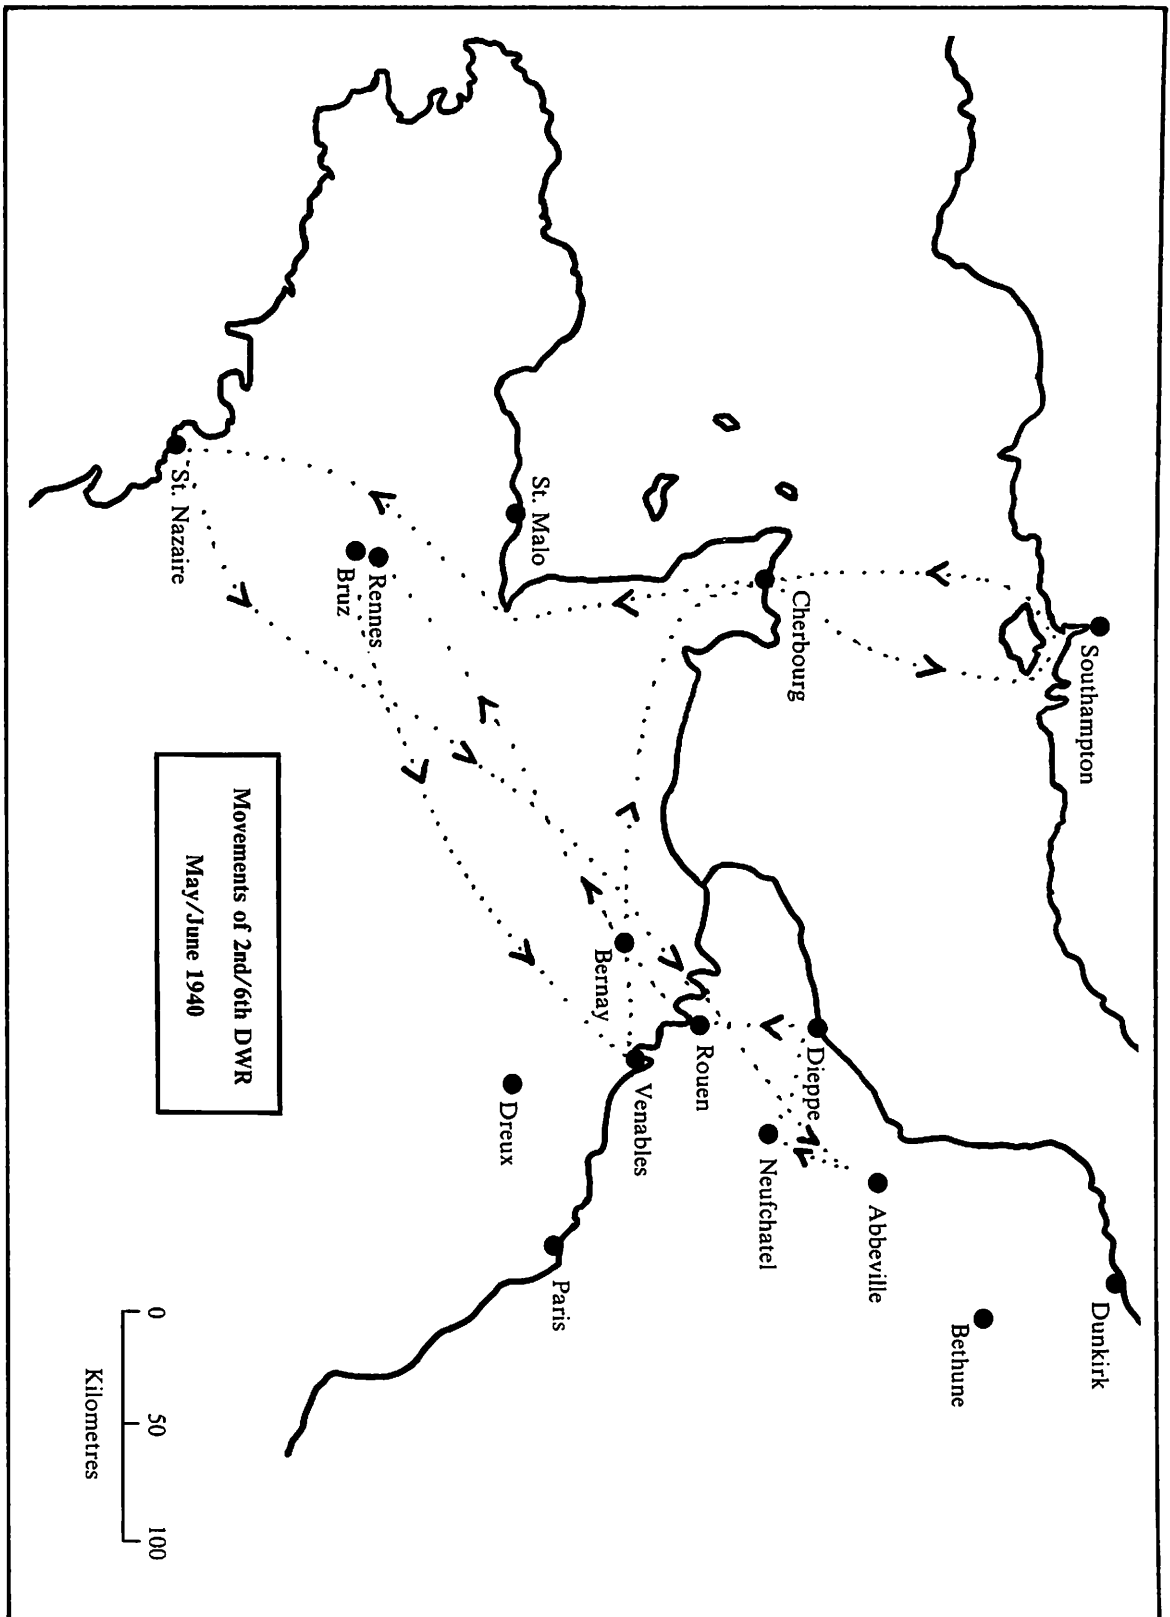 Southampton
Dunkirk
Bethune
Abbeville
Dieppe
Neufchatel
Cherbourg
Rouen
Venables
Bernay
Paris
St. Malo
Dreux
Rennes
Bruz
St. Nazaire
Movements of 2nd/6th DWR
May/June 1940
0 50 100
Kilometres